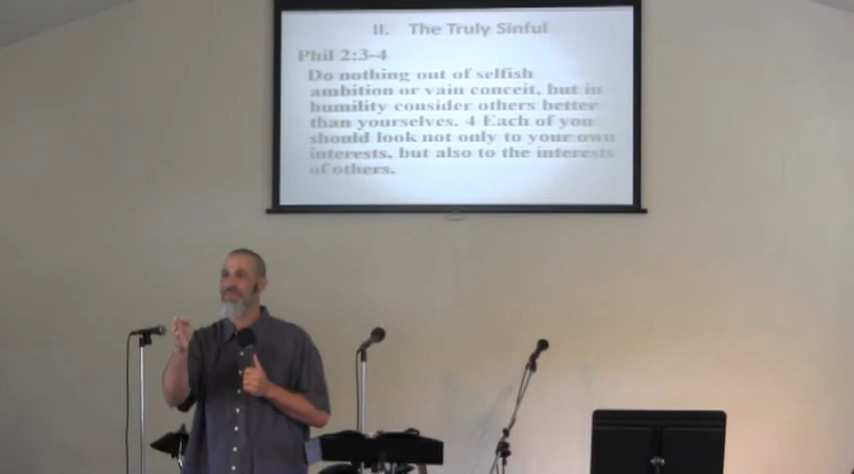 II. The Truly Sinful
Phil 2:3-4
Do nothing out of selfish
ambition or vain conceit, but in
humility consider others better
than yourselves. 4 Each of you
should look not only to your own
interests, but also to the interests
of others.